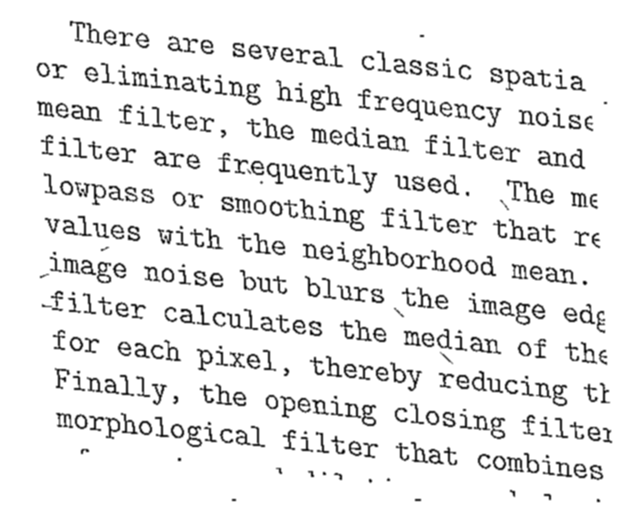 There are several classic spatia
or eliminating high frequency noise
mean filter, the median filter and
filter are frequently used. The me
lowpass or smoothing filter that re
values with the neighborhood mean.
image noise but blurs the image edg
filter calculates the median of the
for each pixel, thereby reducing th
Finally, the opening closing filter
morphological filter that combines